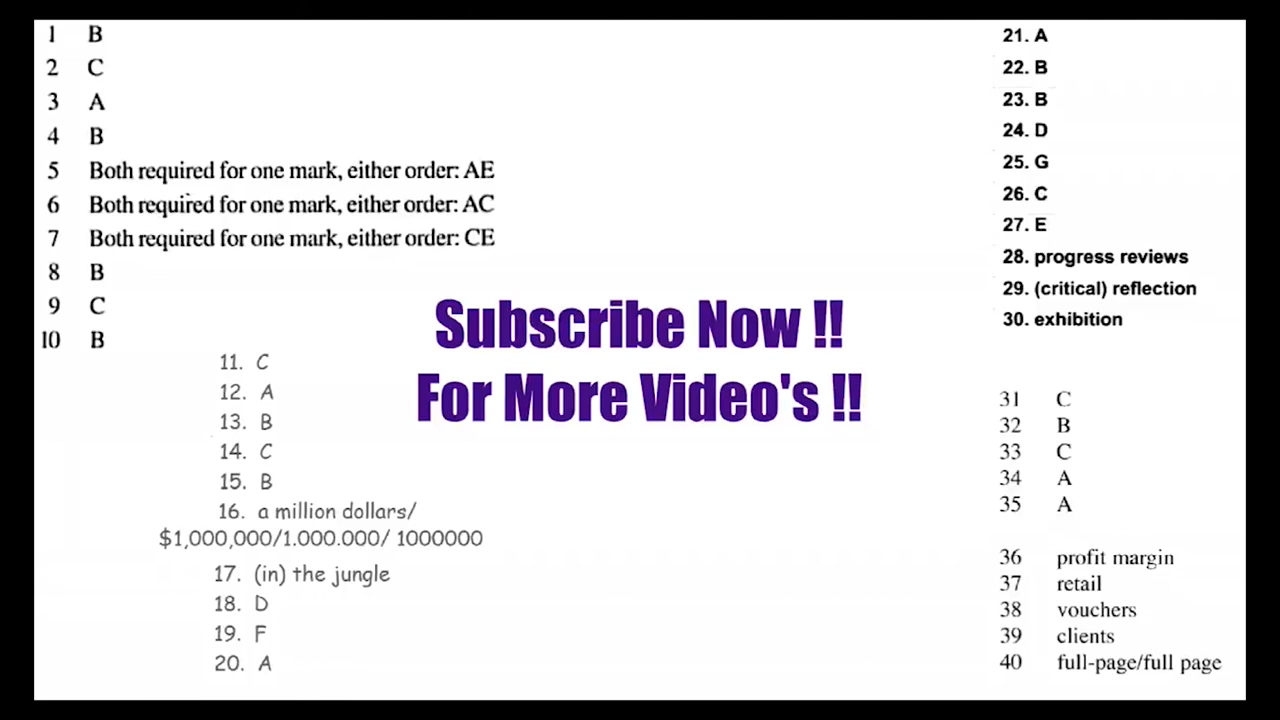 1 B
2 C
3 A
4 B
5 Both required for one mark, either order: AE
6 Both required for one mark, either order: AC
7 Both required for one mark, either order: CE
8 B
9 C
10 B
11. C
12. A
13. B
14. C
15. B
16. a million dollars/
$1,000,000/1.000.000/ 1000000
17. (in) the jungle
18. D
19. F
20. A
Subscribe Now !!
For More Video's !!
21. A
22. B
23. B
24. D
25. G
26. C
27. E
28. progress reviews
29. (critical) reflection
30. exhibition
31 C
32 B
33 C
34 A
35 A
36 profit margin
37 retail
38 vouchers
39 clients
40 full-page/full page